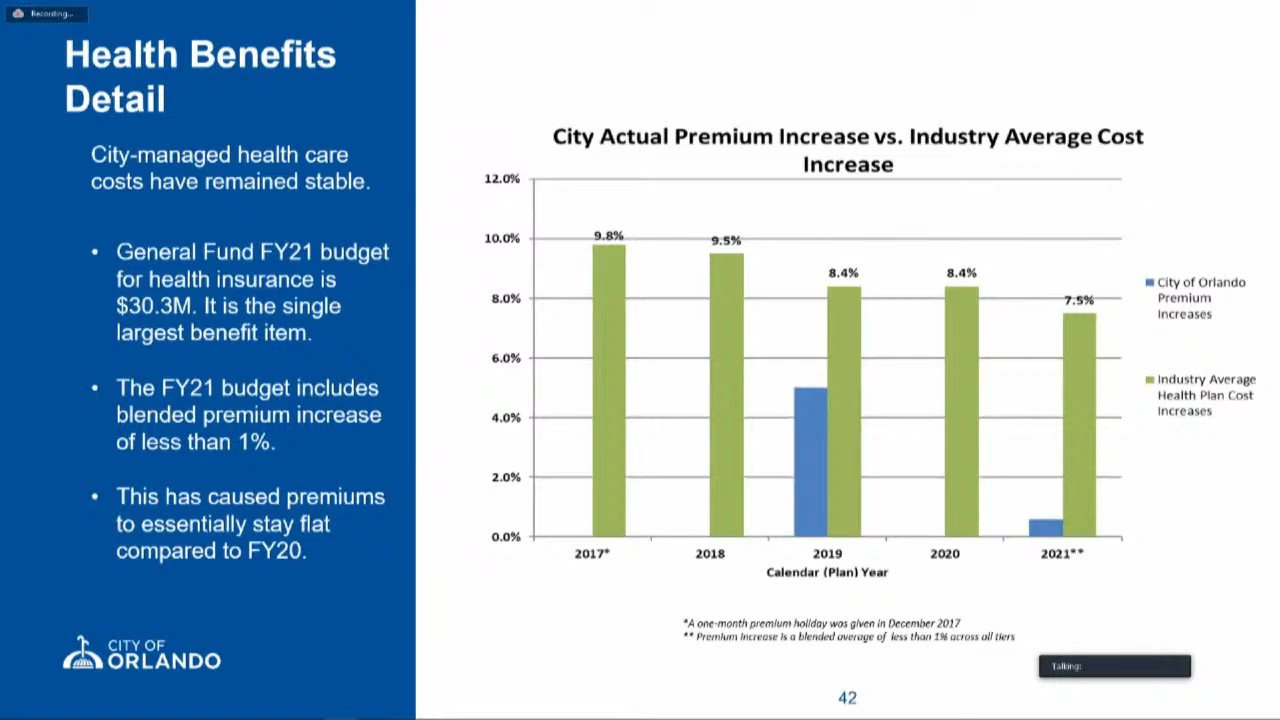 Recording...
Health Benefits
Detail
City-managed health care
costs have remained stable.
• General Fund FY21 budget
for health insurance is
$30.3M. It is the single
largest benefit item.
• The FY21 budget includes
blended premium increase
of less than 1%.
• This has caused premiums
to essentially stay flat
compared to FY20.
CITY OF
ORLANDO
City Actual Premium Increase vs. Industry Average Cost
Increase
12.0%
10.0%
8.0%
6.0%
4.0%
2.0%
0.0%
9.8%
9.5%
8.4%
8.4%
7.5%
2017*
2018
2019
2020
2021**
Calendar (Plan) Year
City of Orlando
Premium
Increases
Industry Average
Health Plan Cost
Increases
*A one-month premium holiday was given in December 2017
** Premium increase is a blended average of less than 1% across all tiers
Talking:
42